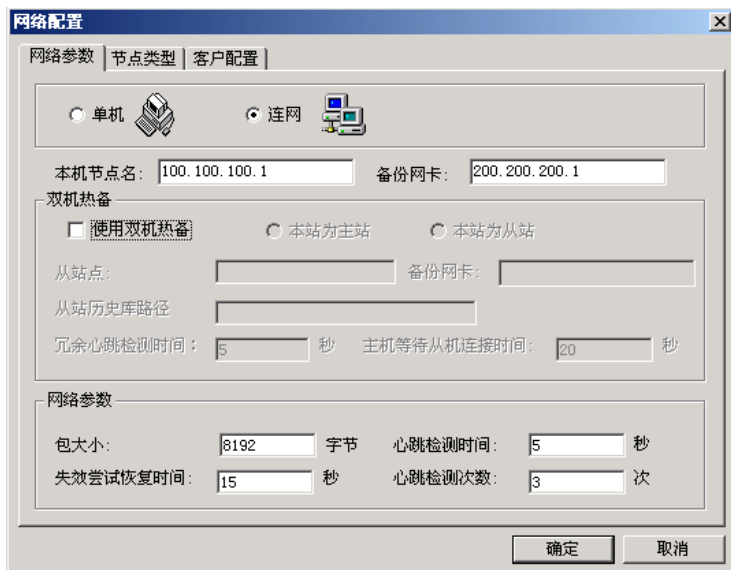 网络配置
网络参数 节点类型 客户配置
单机 连网
本机节点名: 100.100.100.1 备份网卡: 200.200.200.1
双机热备
使用双机热备 本站为主站 本站为从站
从站点: 备份网卡:
从站历史库路径
冗余心跳检测时间: 5 秒 主机等待从机连接时间: 20 秒
网络参数
包大小: 8192 字节 心跳检测时间: 5 秒
失效尝试恢复时间: 15 秒 心跳检测次数: 3 次
确定 取消